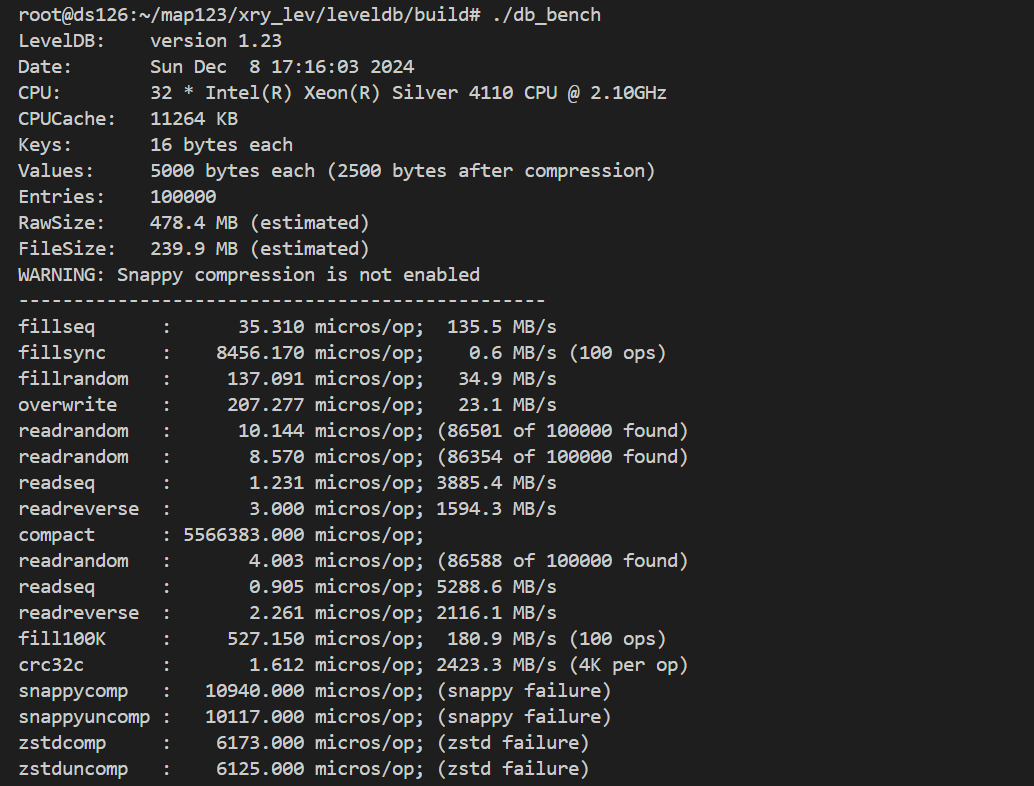 root@ds126:~/map123/xry_lev/leveldb/build# ./db_bench
LevelDB:    version 1.23
Date:       Sun Dec  8 17:16:03 2024
CPU:        32 * Intel(R) Xeon(R) Silver 4110 CPU @ 2.10GHz
CPUCache:   11264 KB
Keys:       16 bytes each
Values:     5000 bytes each (2500 bytes after compression)
Entries:    100000
RawSize:    478.4 MB (estimated)
FileSize:   239.9 MB (estimated)
WARNING: Snappy compression is not enabled
------------------------------------------------
fillseq      :      35.310 micros/op;  135.5 MB/s
fillsync     :    8456.170 micros/op;    0.6 MB/s (100 ops)
fillrandom   :     137.091 micros/op;   34.9 MB/s
overwrite    :     207.277 micros/op;   23.1 MB/s
readrandom   :      10.144 micros/op; (86501 of 100000 found)
readrandom   :       8.570 micros/op; (86354 of 100000 found)
readseq      :       1.231 micros/op; 3885.4 MB/s
readreverse  :       3.000 micros/op; 1594.3 MB/s
compact      : 5566383.000 micros/op;
readrandom   :       4.003 micros/op; (86588 of 100000 found)
readseq      :       0.905 micros/op; 5288.6 MB/s
readreverse  :       2.261 micros/op; 2116.1 MB/s
fill100K     :     527.150 micros/op;  180.9 MB/s (100 ops)
crc32c       :       1.612 micros/op; 2423.3 MB/s (4K per op)
snappycomp   :   10940.000 micros/op; (snappy failure)
snappyuncomp :   10117.000 micros/op; (snappy failure)
zstdcomp     :    6173.000 micros/op; (zstd failure)
zstduncomp   :    6125.000 micros/op; (zstd failure)